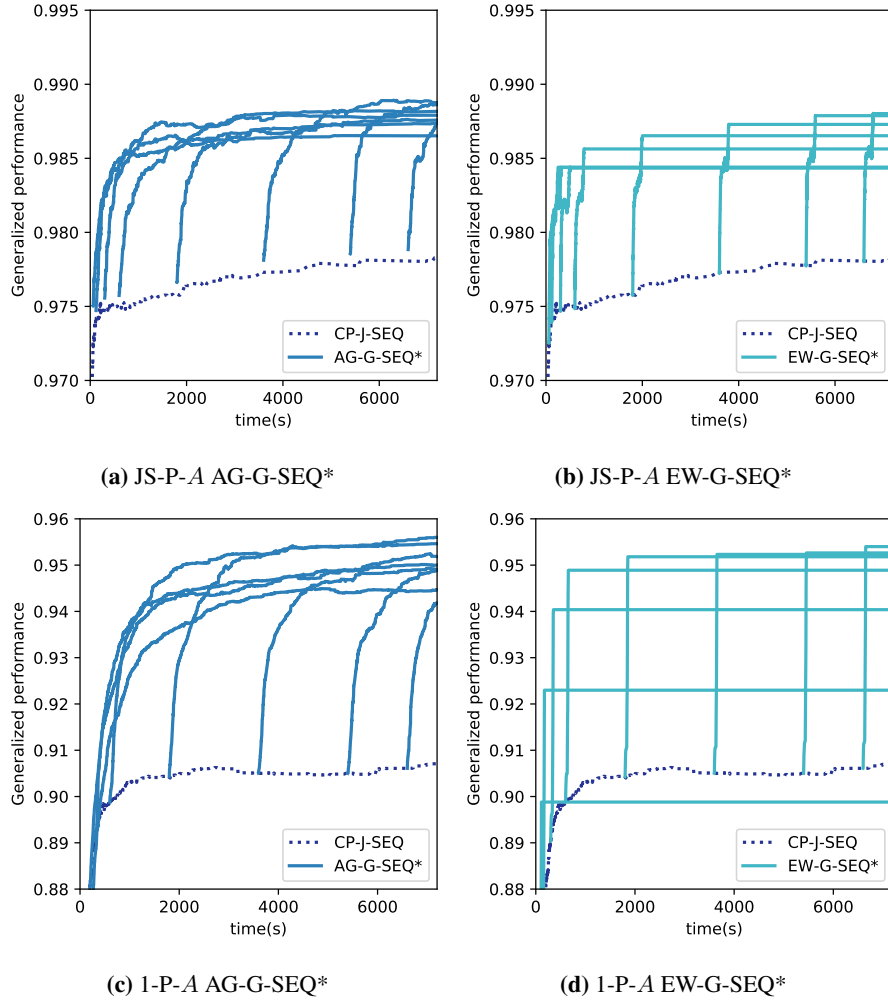 0.995
0.990
0.985
0.980
0.975
0.970
Generalized performance
0 2000 4000 6000
time(s)
CP-J-SEQ
AG-G-SEQ*
(a) JS-P-A AG-G-SEQ*
0.995
0.990
0.985
0.980
0.975
0.970
Generalized performance
0 2000 4000 6000
time(s)
CP-J-SEQ
EW-G-SEQ*
(b) JS-P-A EW-G-SEQ*
0.96
0.95
0.94
0.93
0.92
0.91
0.90
0.89
0.88
Generalized performance
0 2000 4000 6000
time(s)
CP-J-SEQ
AG-G-SEQ*
(c) 1-P-A AG-G-SEQ*
0.96
0.95
0.94
0.93
0.92
0.91
0.90
0.89
0.88
Generalized performance
0 2000 4000 6000
time(s)
CP-J-SEQ
EW-G-SEQ*
(d) 1-P-A EW-G-SEQ*